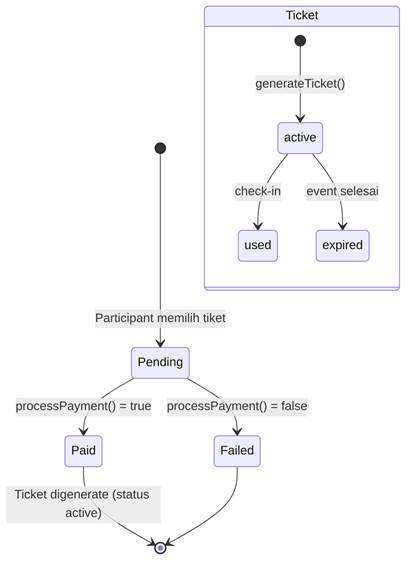 Ticket
generateTicket()
active
check-in
event selesai
used
expired
Participant memilih tiket
Pending
processPayment() = true
processPayment() = false
Paid
Failed
Ticket digenerate (status
active)